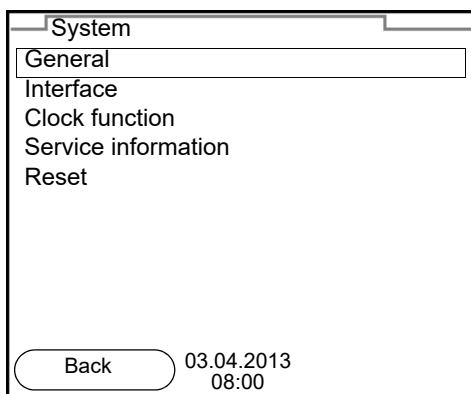 System
General
Interface
Clock function
Service information
Reset
Back
03.04.2013
08:00